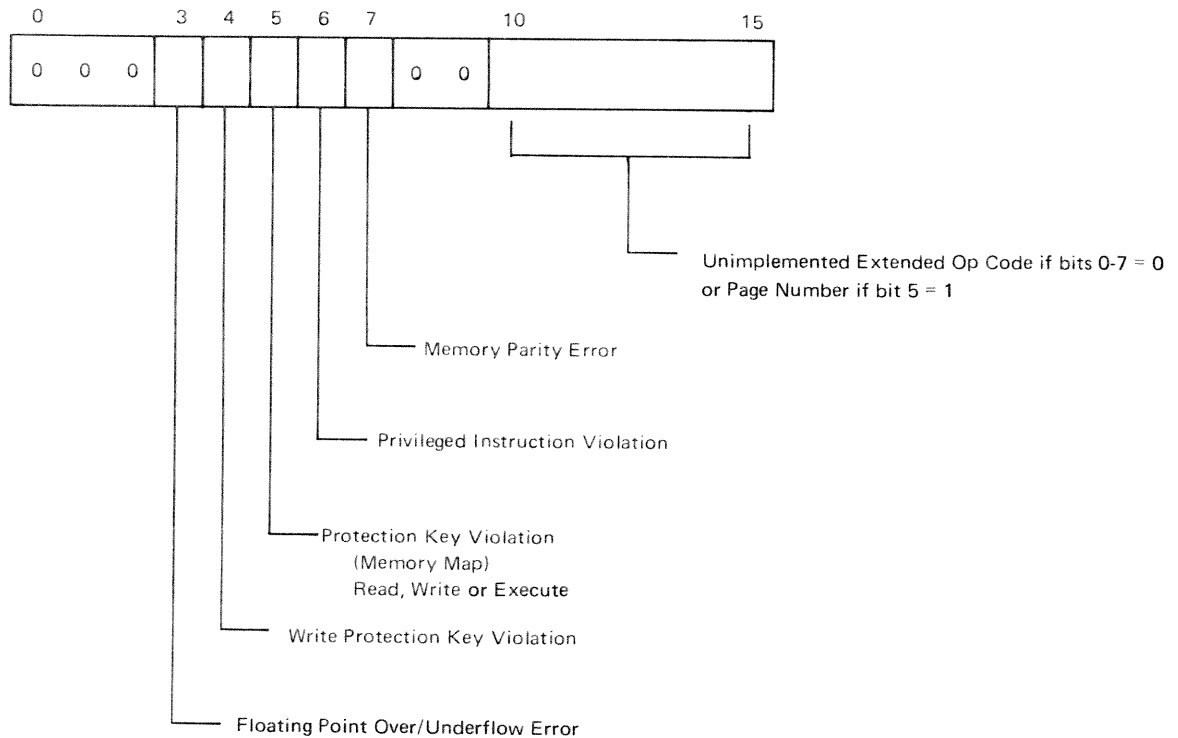 0 3 4 5 6 7 10 15
0 0 0 0 0
Unimplemented Extended Op Code if bits 0-7 = 0
or Page Number if bit 5 = 1
Memory Parity Error
Privileged Instruction Violation
Protection Key Violation
(Memory Map)
Read, Write or Execute
Write Protection Key Violation
Floating Point Over/Underflow Error